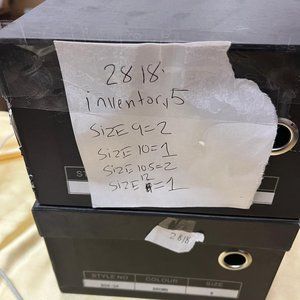 2818
inventory 5
SIZE 9=2
SIZE 10=1
SIZE 10.5=2
SIZE 12=1
2818
STYLE NO
COLOUR
SIZE